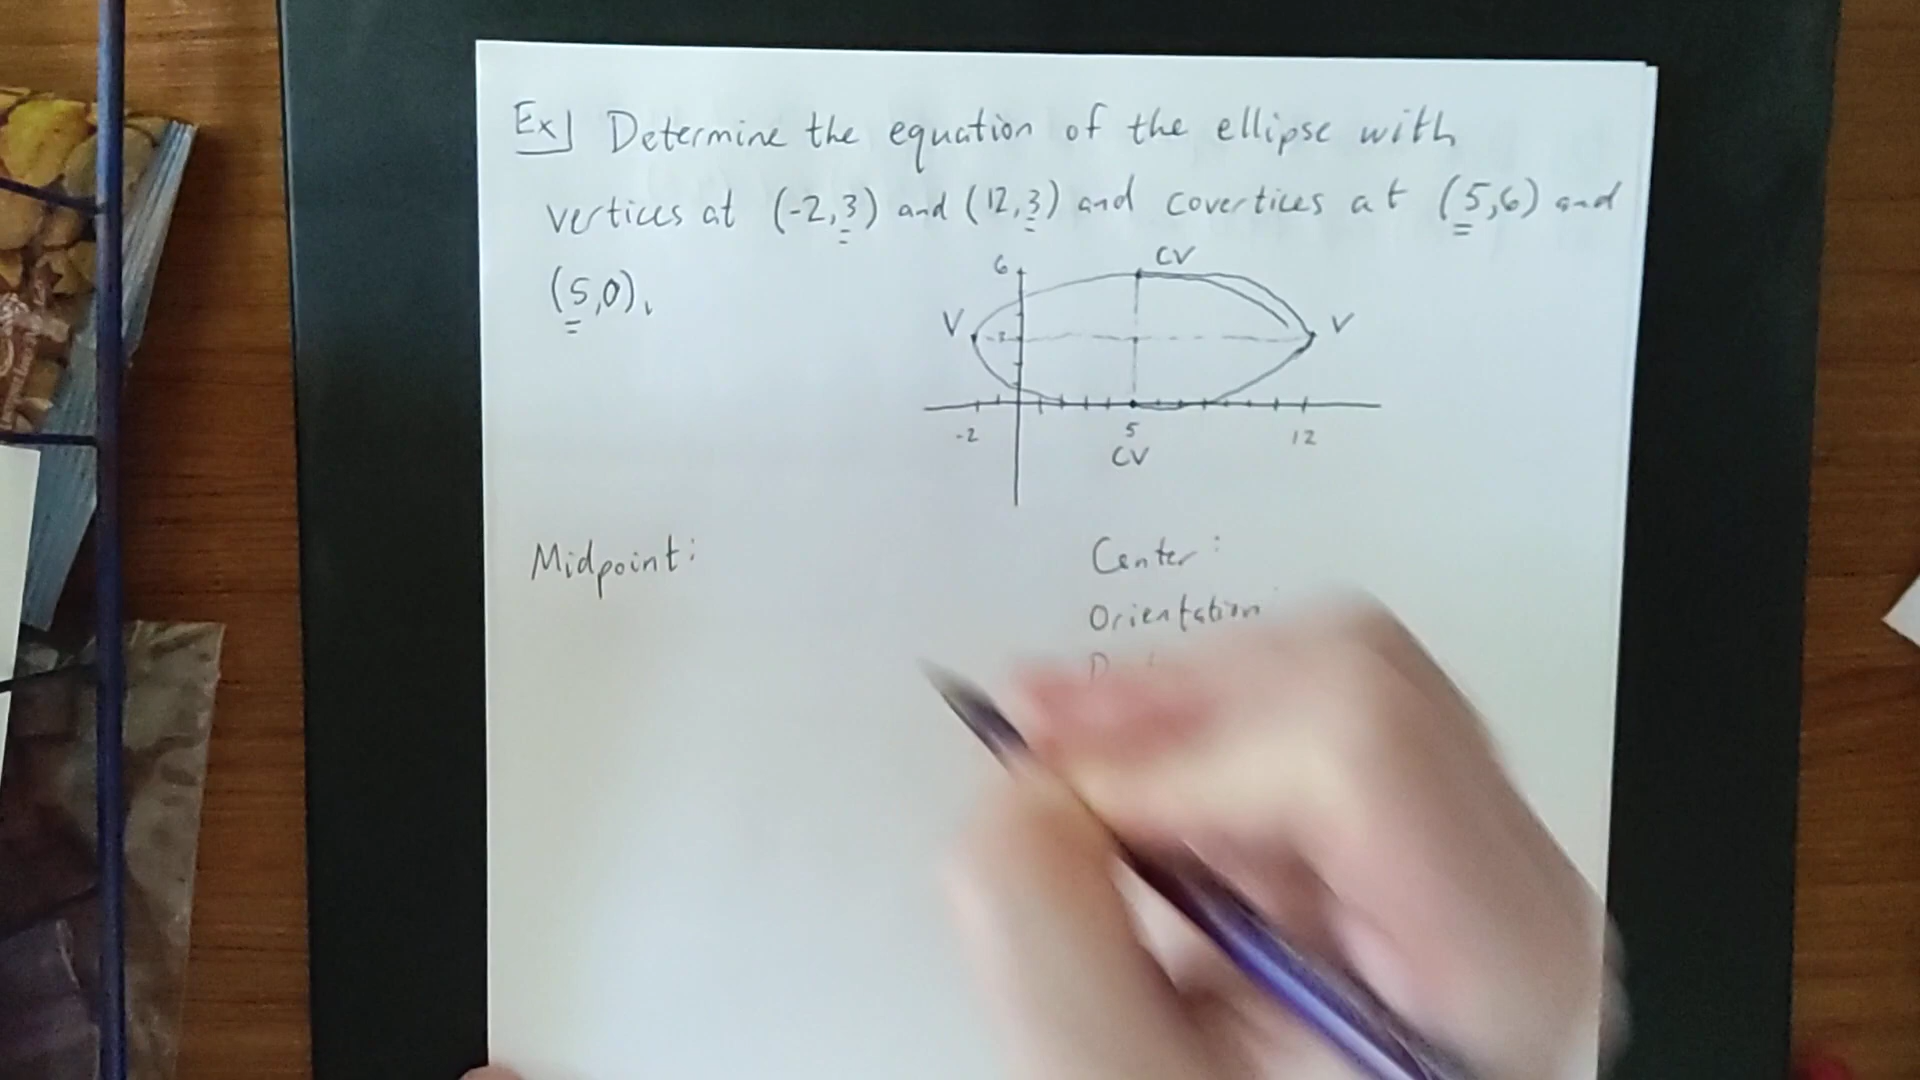 Ex] Determine the equation of the ellipse with
vertices at (-2,3) and (12,3) and covertices at (5,6) and
(5,0).
6
CV
V
V
3
-2
5
12
CV
Midpoint:
Center:
Orientation: